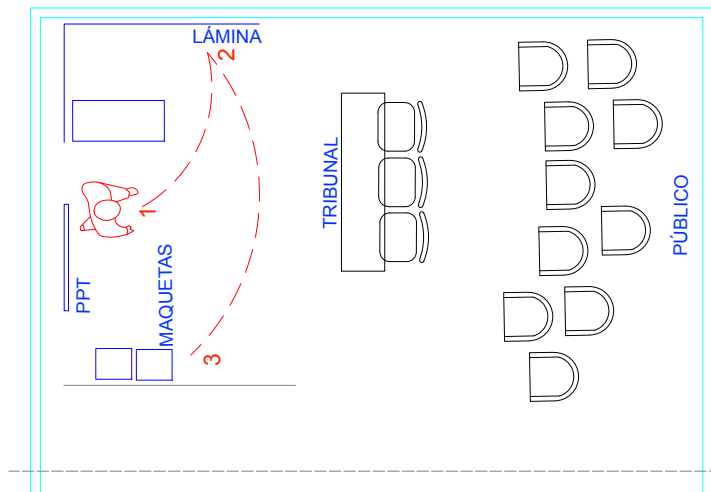 LÁMINA
2
1
3
PPT
MAQUETAS
TRIBUNAL
PÚBLICO